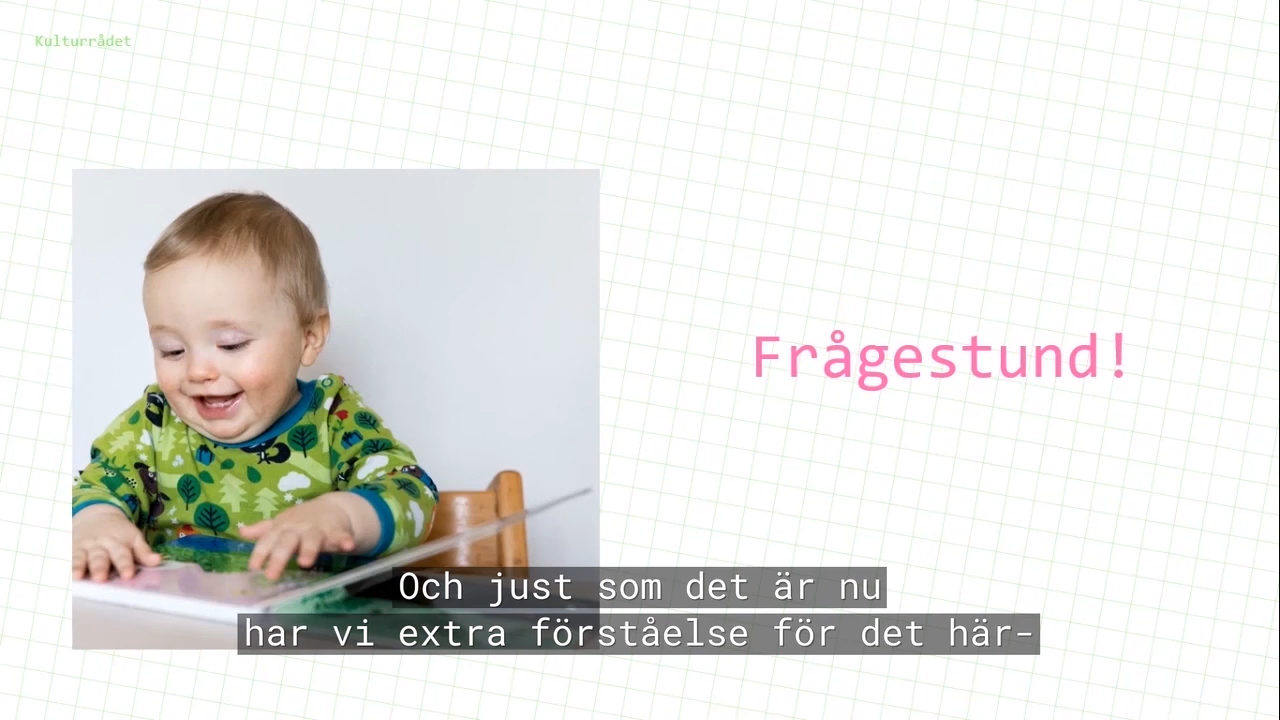 Kulturrådet
Frågestund!
Och just som det är nu
har vi extra förståelse för det här-